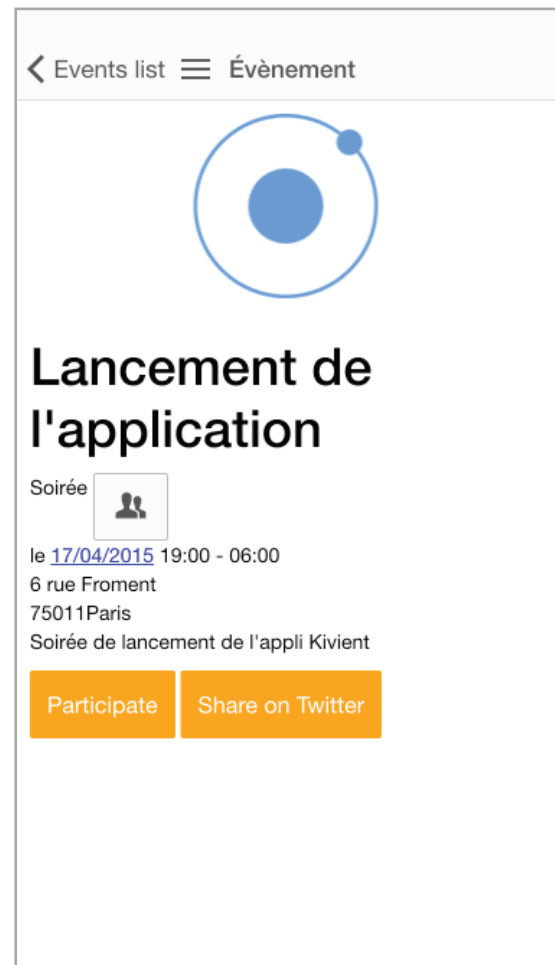 Events list Évènement
Lancement de
l'application
Soirée
le 17/04/2015 19:00 - 06:00
6 rue Froment
75011Paris
Soirée de lancement de l'appli Kivient
Participate Share on Twitter